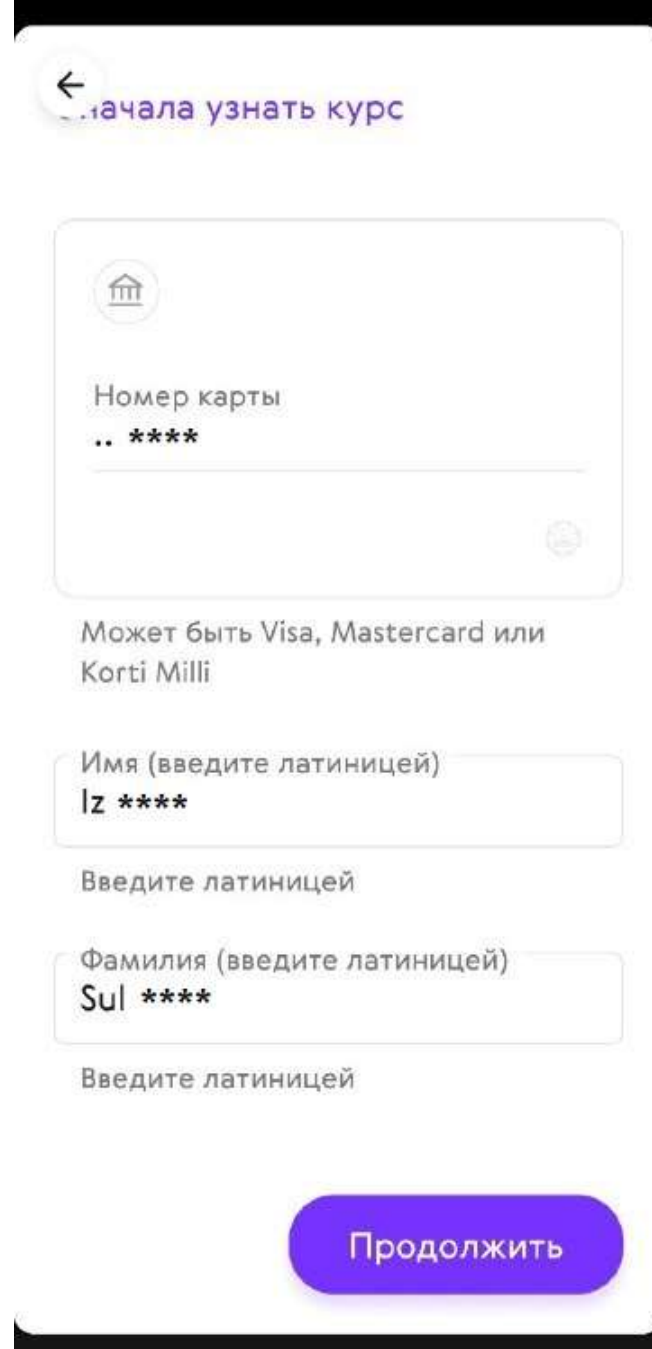 Сначала узнать курс
Номер карты
.. ****
Может быть Visa, Mastercard или
Korti Milli
Имя (введите латиницей)
Iz ****
Введите латиницей
Фамилия (введите латиницей)
Sul ****
Введите латиницей
Продолжить